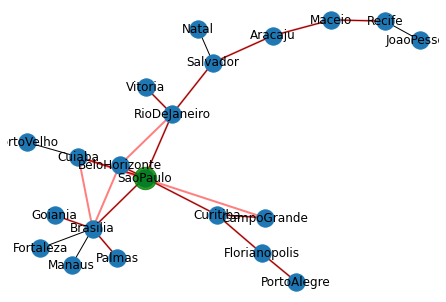 Natal
Maceio
Recife
Aracaju
JoaoPesso
Salvador
Vitoria
RioDeJaneiro
rtoVelho
Cuiaba
BeloHorizonte
SaoPaulo
Goiania
Curitiba
CampoGrande
Brasilia
Fortaleza
Florianopolis
Palmas
Manaus
PortoAlegre